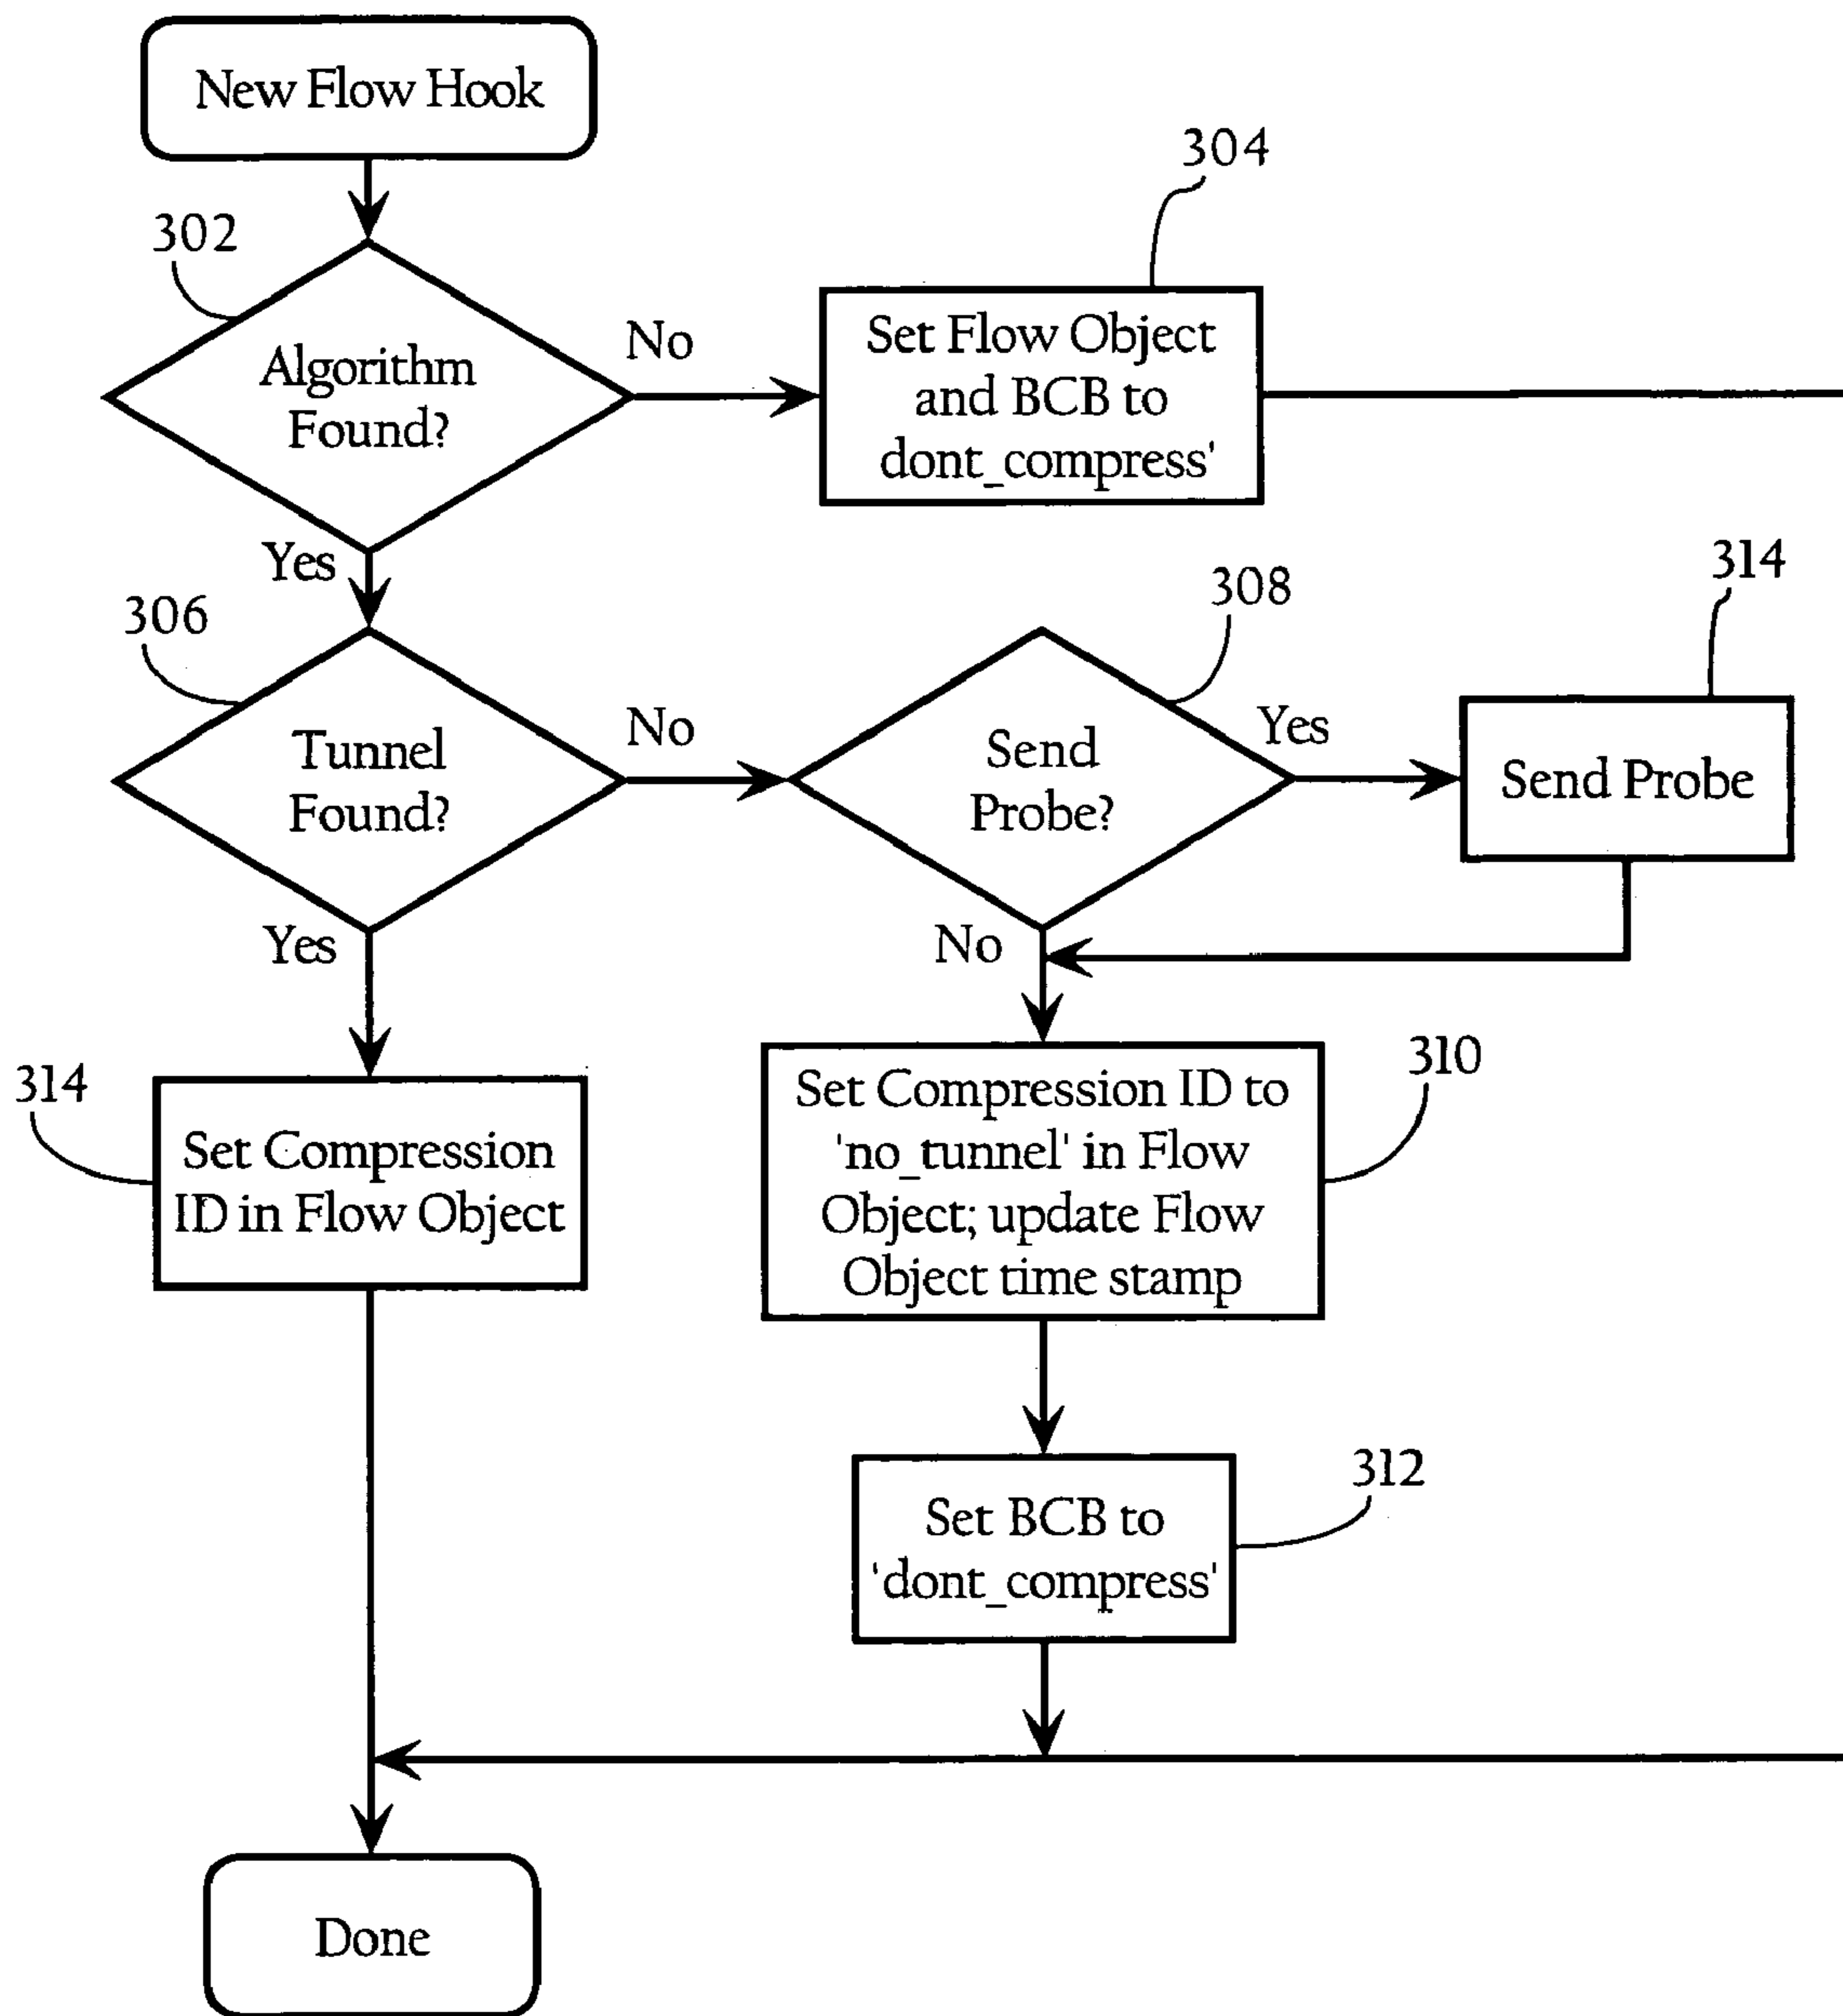 New Flow Hook
304
302
Algorithm
Found?
No
Set Flow Object
and BCB to
dont_compress'
Yes
306
308
314
Tunnel
Found?
No
Send
Probe?
Yes
Send Probe
Yes
No
314
Set Compression
ID in Flow Object
310
Set Compression ID to
'no_tunnel' in Flow
Object; update Flow
Object time stamp
312
Set BCB to
'dont_compress'
Done